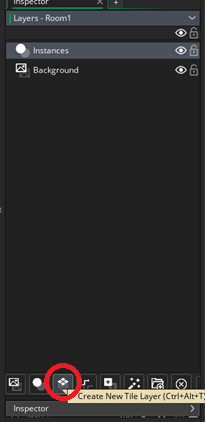 Inspector
Layers - Room1
Instances
Background
Create New Tile Layer (Ctrl+Alt+T)
Inspector